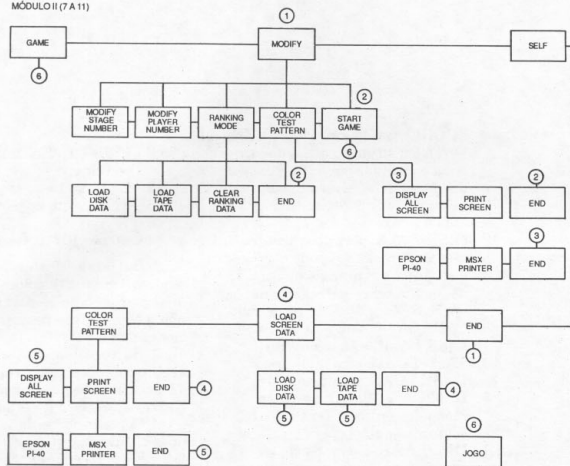 MÓDULO II (7 A 11)
1
GAME
MODIFY
SELF
6
2
MODIFY
STAGE
NUMBER
MODIFY
PLAYER
NUMBER
RANKING
MODE
COLOR
TEST
PATTERN
START
GAME
6
2
LOAD
DISK
DATA
LOAD
TAPE
DATA
CLEAR
RANKING
DATA
END
3
2
DISPLAY
ALL
SCREEN
PRINT
SCREEN
END
3
EPSON
PI-40
MSX
PRINTER
END
4
COLOR
TEST
PATTERN
LOAD
SCREEN
DATA
END
1
5
DISPLAY
ALL
SCREEN
PRINT
SCREEN
END
4
LOAD
DISK
DATA
LOAD
TAPE
DATA
END
4
5
5
EPSON
PI-40
MSX
PRINTER
END
5
6
JOGO